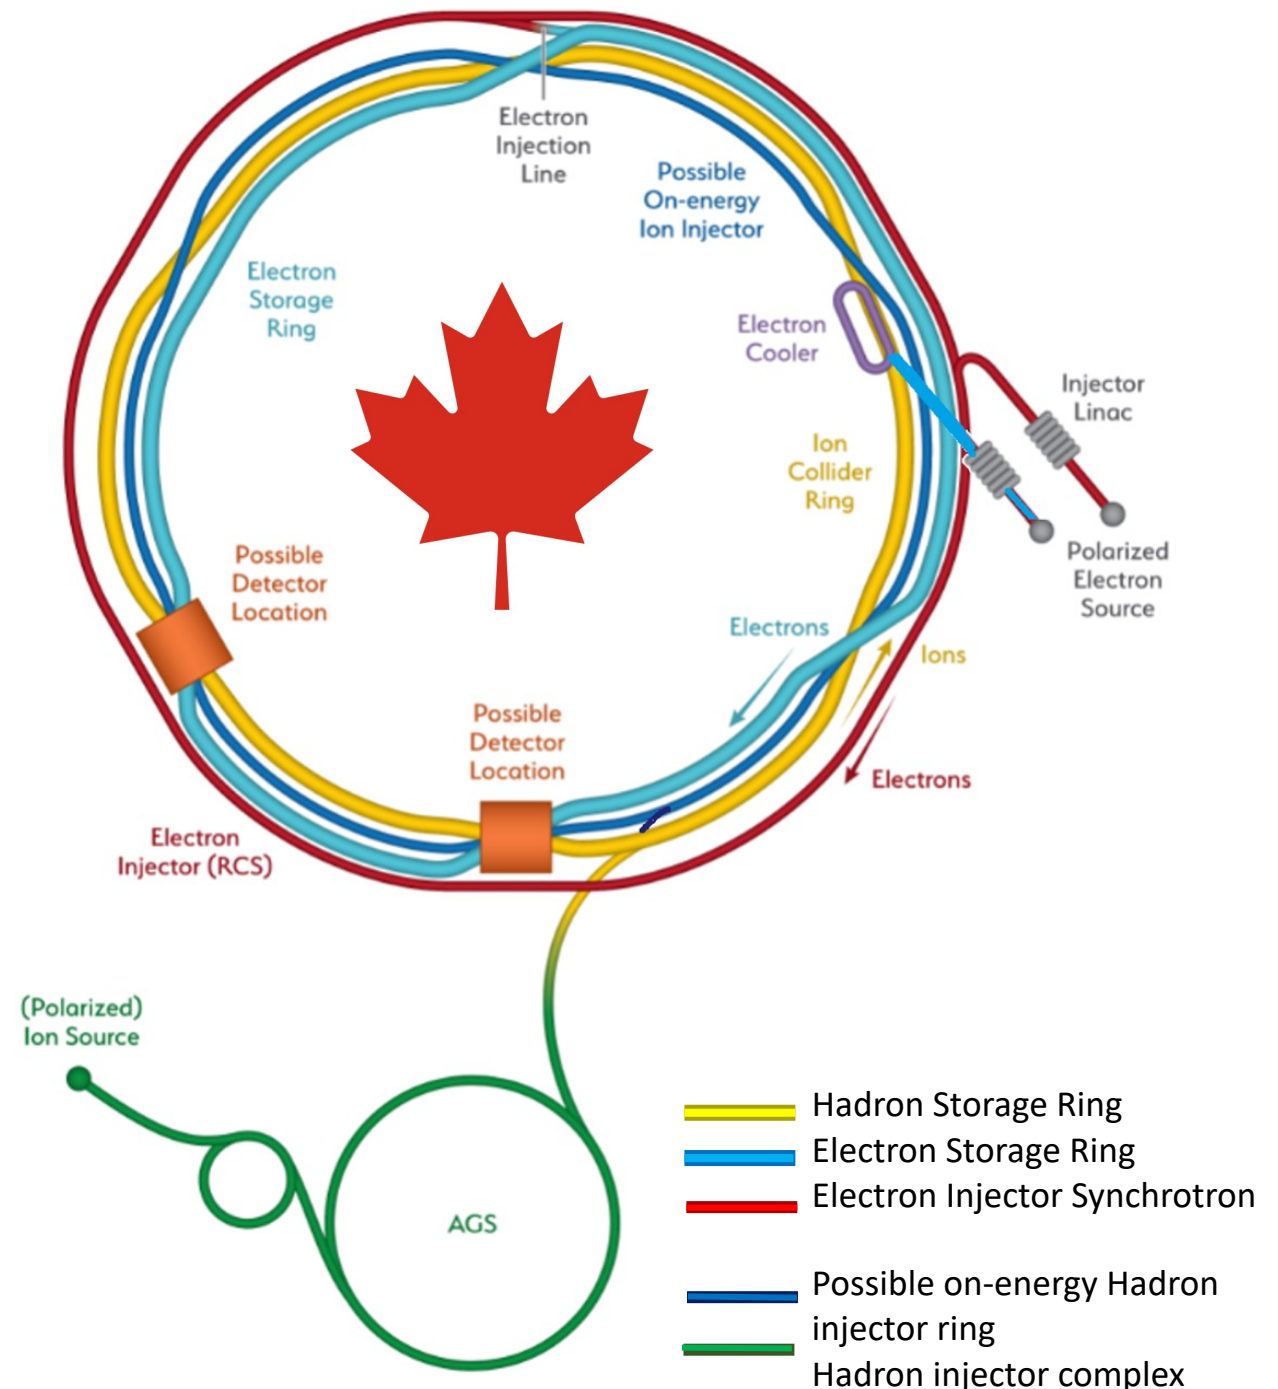 Electron
Injection
Line
Possible
On-energy
Ion Injector
Electron
Storage
Ring
Electron
Cooler
Injector
Linac
Ion
Collider
Ring
Polarized
Electron
Source
Possible
Detector
Location
Electrons
Ions
Possible
Detector
Location
Electrons
Electron
Injector (RCS)
(Polarized)
Ion Source
AGS
Hadron Storage Ring
Electron Storage Ring
Electron Injector Synchrotron
Possible on-energy Hadron
injector ring
Hadron injector complex